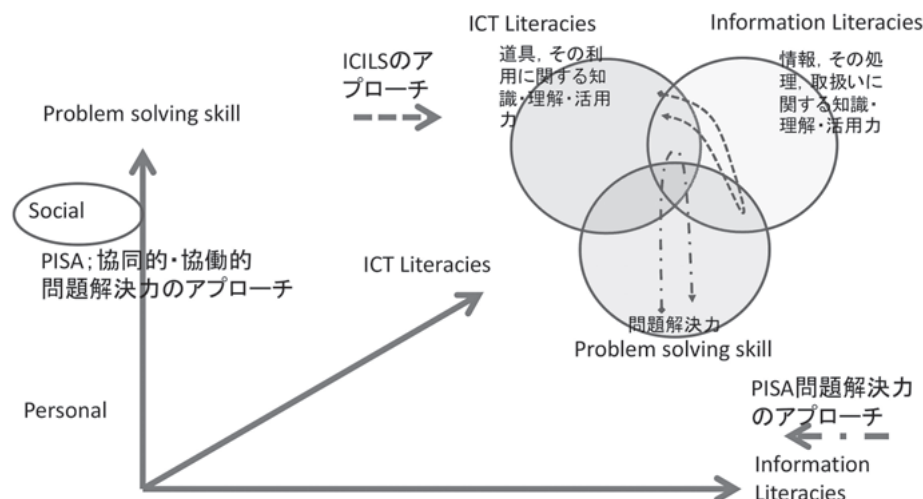 ICT Literacies
道具, その利
用に関する知
識・理解・活用
力
Information Literacies
情報, その処
理, 取扱いに
関する知識・
理解・活用力
ICILSのア
プローチ
Problem solving skill
Social
PISA;協同的・協働的
問題解決力のアプローチ
ICT Literacies
問題解決力
Problem solving skill
Personal
PISA問題解決力
のアプローチ
Information
Literacies